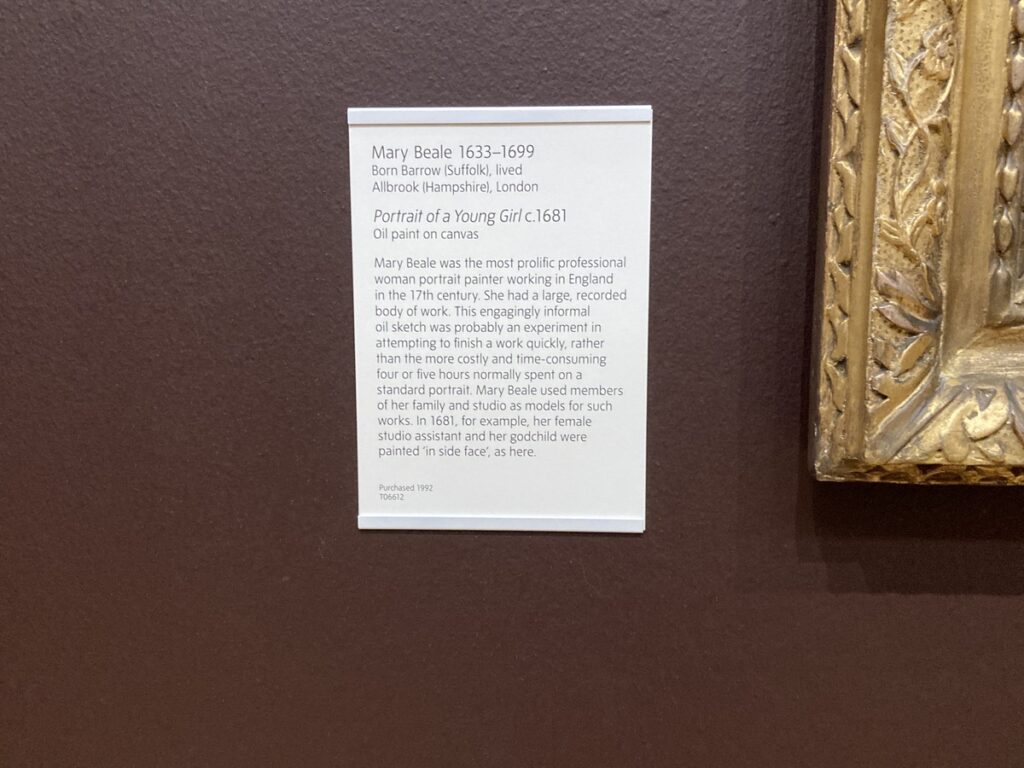 Mary Beale 1633–1699
Born Barrow (Suffolk), lived
Allbrook (Hampshire), London
Portrait of a Young Girl c.1681
Oil paint on canvas
Mary Beale was the most prolific professional
woman portrait painter working in England
in the 17th century. She had a large, recorded
body of work. This engagingly informal
oil sketch was probably an experiment in
attempting to finish a work quickly, rather
than the more costly and time-consuming
four or five hours normally spent on a
standard portrait. Mary Beale used members
of her family and studio as models for such
works. In 1681, for example, her female
studio assistant and her godchild were
painted ‘in side face’, as here.
Purchased 1992
T06612